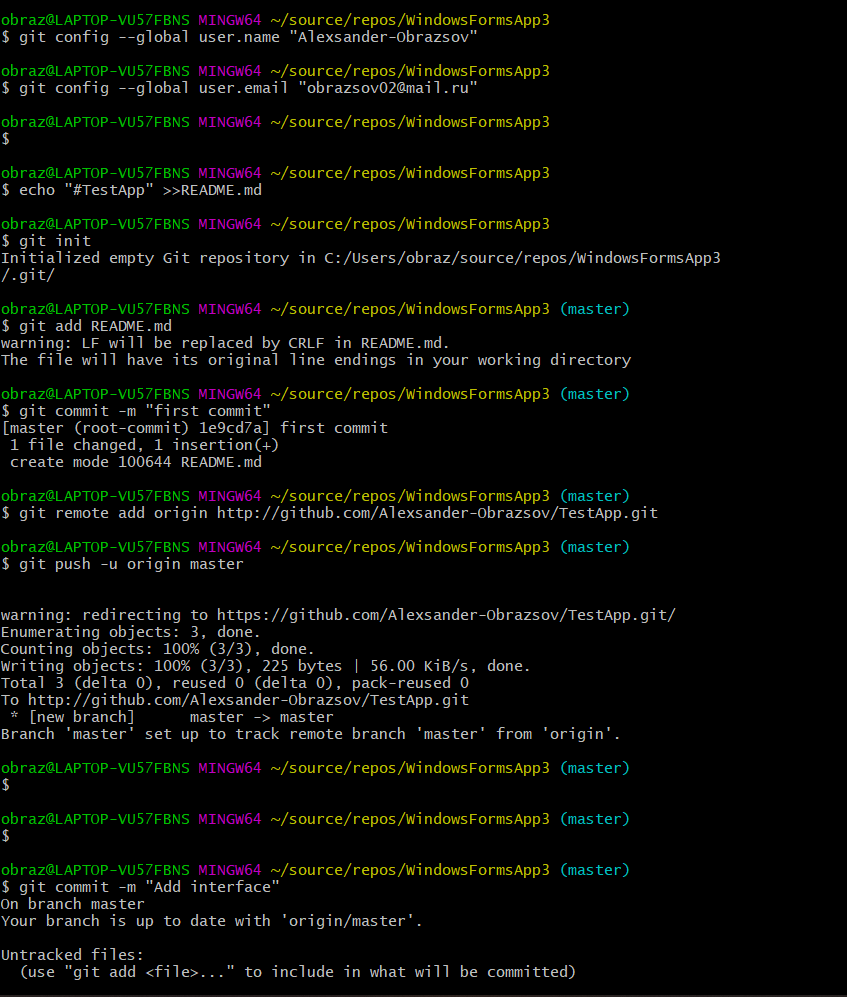 obraz@LAPTOP-VU57FBNS MINGW64 ~/source/repos/WindowsFormsApp3
$ git config --global user.name "Alexsander-Obrazsov"
obraz@LAPTOP-VU57FBNS MINGW64 ~/source/repos/WindowsFormsApp3
$ git config --global user.email "obrazsov02@mail.ru"
obraz@LAPTOP-VU57FBNS MINGW64 ~/source/repos/WindowsFormsApp3
$
obraz@LAPTOP-VU57FBNS MINGW64 ~/source/repos/WindowsFormsApp3
$ echo "#TestApp" >>README.md
obraz@LAPTOP-VU57FBNS MINGW64 ~/source/repos/WindowsFormsApp3
$ git init
Initialized empty Git repository in C:/Users/obraz/source/repos/WindowsFormsApp3
/.git/
obraz@LAPTOP-VU57FBNS MINGW64 ~/source/repos/WindowsFormsApp3 (master)
$ git add README.md
warning: LF will be replaced by CRLF in README.md.
The file will have its original line endings in your working directory
obraz@LAPTOP-VU57FBNS MINGW64 ~/source/repos/WindowsFormsApp3 (master)
$ git commit -m "first commit"
[master (root-commit) 1e9cd7a] first commit
 1 file changed, 1 insertion(+)
 create mode 100644 README.md
obraz@LAPTOP-VU57FBNS MINGW64 ~/source/repos/WindowsFormsApp3 (master)
$ git remote add origin http://github.com/Alexsander-Obrazsov/TestApp.git
obraz@LAPTOP-VU57FBNS MINGW64 ~/source/repos/WindowsFormsApp3 (master)
$ git push -u origin master
warning: redirecting to https://github.com/Alexsander-Obrazsov/TestApp.git/
Enumerating objects: 3, done.
Counting objects: 100% (3/3), done.
Writing objects: 100% (3/3), 225 bytes | 56.00 KiB/s, done.
Total 3 (delta 0), reused 0 (delta 0), pack-reused 0
To http://github.com/Alexsander-Obrazsov/TestApp.git
 * [new branch]      master -> master
Branch 'master' set up to track remote branch 'master' from 'origin'.
obraz@LAPTOP-VU57FBNS MINGW64 ~/source/repos/WindowsFormsApp3 (master)
$
obraz@LAPTOP-VU57FBNS MINGW64 ~/source/repos/WindowsFormsApp3 (master)
$
obraz@LAPTOP-VU57FBNS MINGW64 ~/source/repos/WindowsFormsApp3 (master)
$ git commit -m "Add interface"
On branch master
Your branch is up to date with 'origin/master'.
Untracked files:
  (use "git add <file>..." to include in what will be committed)